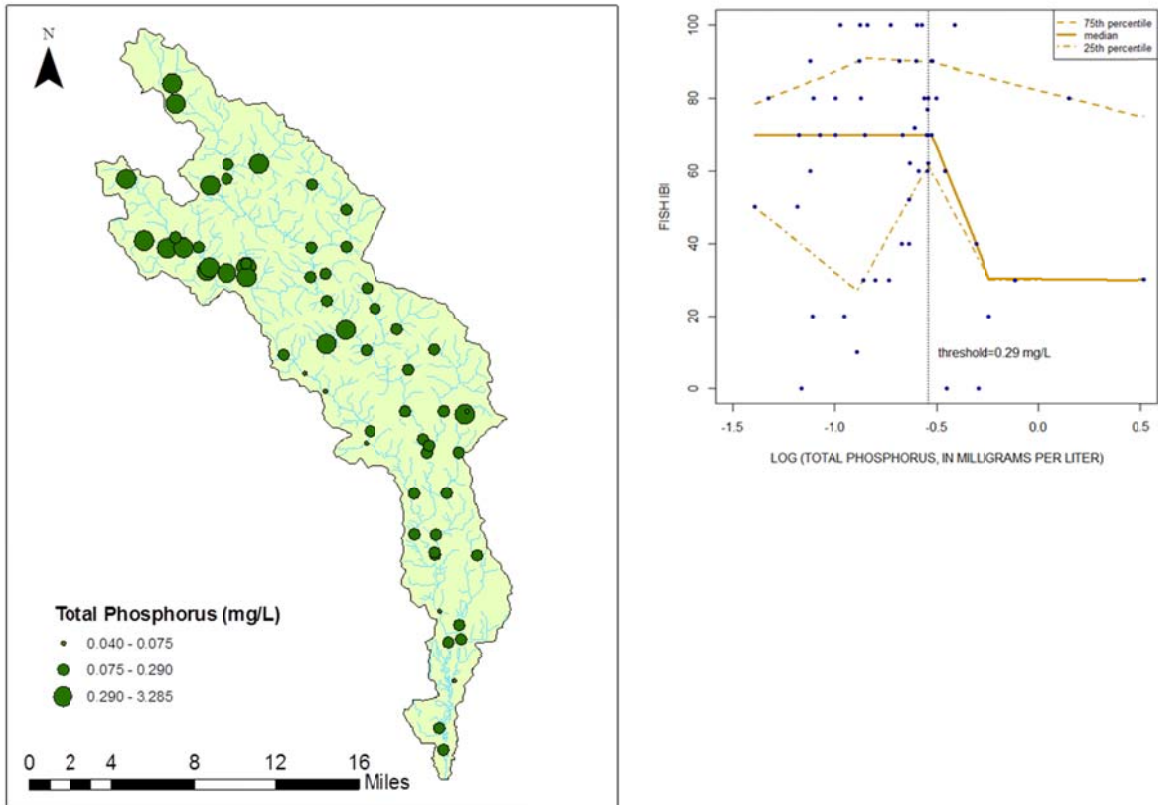 N
Total Phosphorus (mg/L)
0.040 - 0.075
0.075 - 0.290
0.290 - 3.285
0 2 4 8 12 16
Miles
75th percentile
median
25th percentile
100
80
60
40
20
0
FISH IBI
threshold=0.29 mg/L
-1.5 -1.0 -0.5 0.0 0.5
LOG (TOTAL PHOSPHORUS, IN MILLIGRAMS PER LITER)